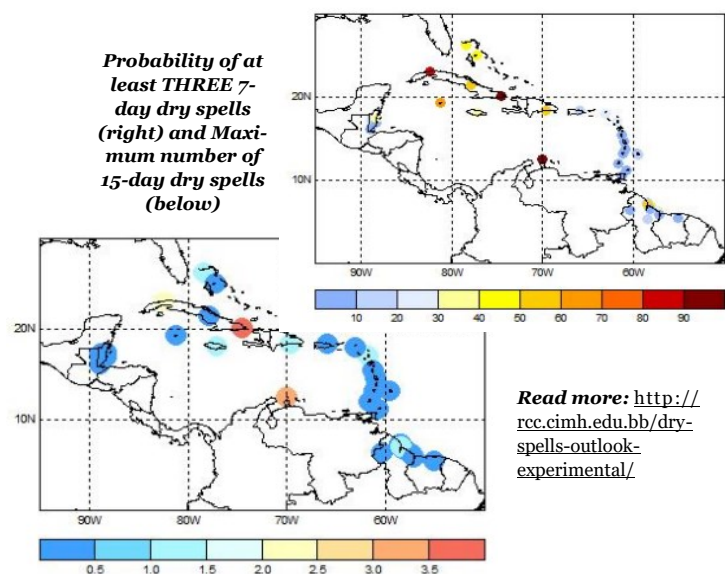 Probability of at
least THREE 7-
day dry spells
(right) and Maxi-
mum number of
15-day dry spells
(below)
20N
10N
90W 80W 70W 60W
10 20 30 40 50 60 70 80 90
20N
10N
90W 80W 70W 60W
0.5 1.0 1.5 2.0 2.5 3.0 3.5
Read more: http://
rcc.cimh.edu.bb/dry-
spells-outlook-
experimental/